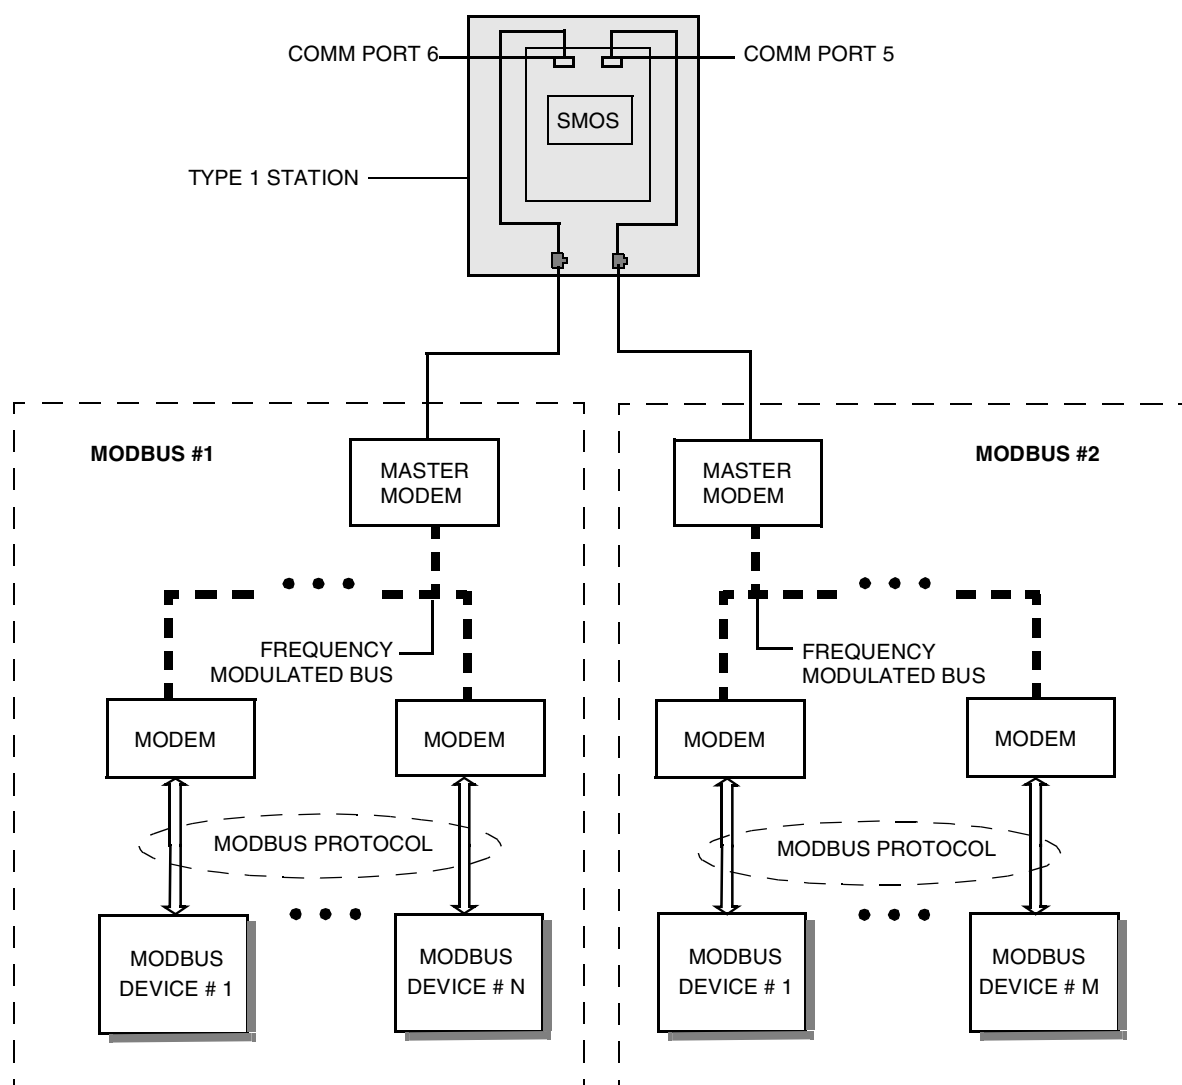 COMM PORT 6
COMM PORT 5
SMOS
TYPE 1 STATION
MODBUS #1
MASTER
MODEM
FREQUENCY
MODULATED BUS
MODEM
MODEM
MODBUS PROTOCOL
MODBUS
DEVICE # 1
MODBUS
DEVICE # N
MODBUS #2
MASTER
MODEM
FREQUENCY
MODULATED BUS
MODEM
MODEM
MODBUS PROTOCOL
MODBUS
DEVICE # 1
MODBUS
DEVICE # M